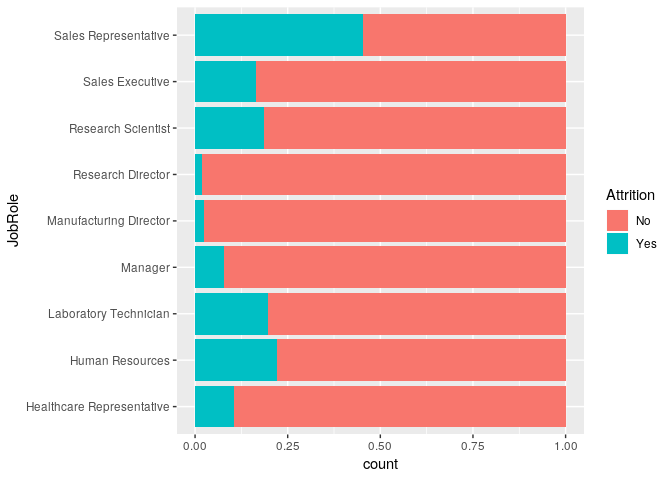 Sales Representative
Sales Executive
Research Scientist
Research Director
Manufacturing Director
Manager
Laboratory Technician
Human Resources
Healthcare Representative
JobRole
0.00 0.25 0.50 0.75 1.00
count
Attrition
No
Yes